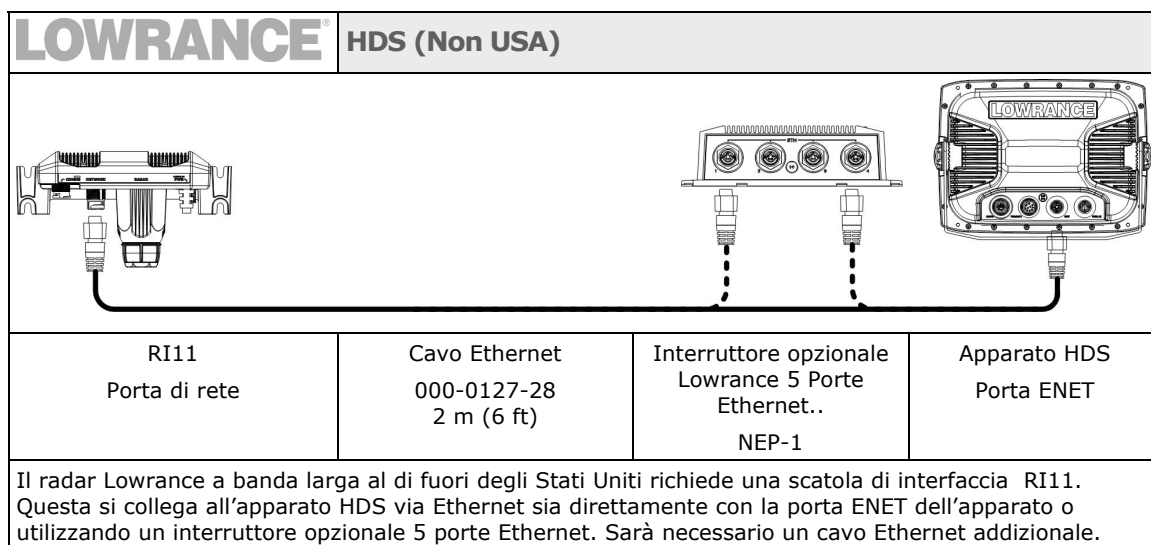 LOWRANCE® HDS (Non USA)
LOWRANCE
ETH
NETWORK RADAR
RI11
Porta di rete
Cavo Ethernet
000-0127-28
2 m (6 ft)
Interruttore opzionale
Lowrance 5 Porte
Ethernet..
NEP-1
Apparato HDS
Porta ENET
Il radar Lowrance a banda larga al di fuori degli Stati Uniti richiede una scatola di interfaccia RI11.
Questa si collega all’apparato HDS via Ethernet sia direttamente con la porta ENET dell’apparato o
utilizzando un interruttore opzionale 5 porte Ethernet. Sarà necessario un cavo Ethernet addizionale.